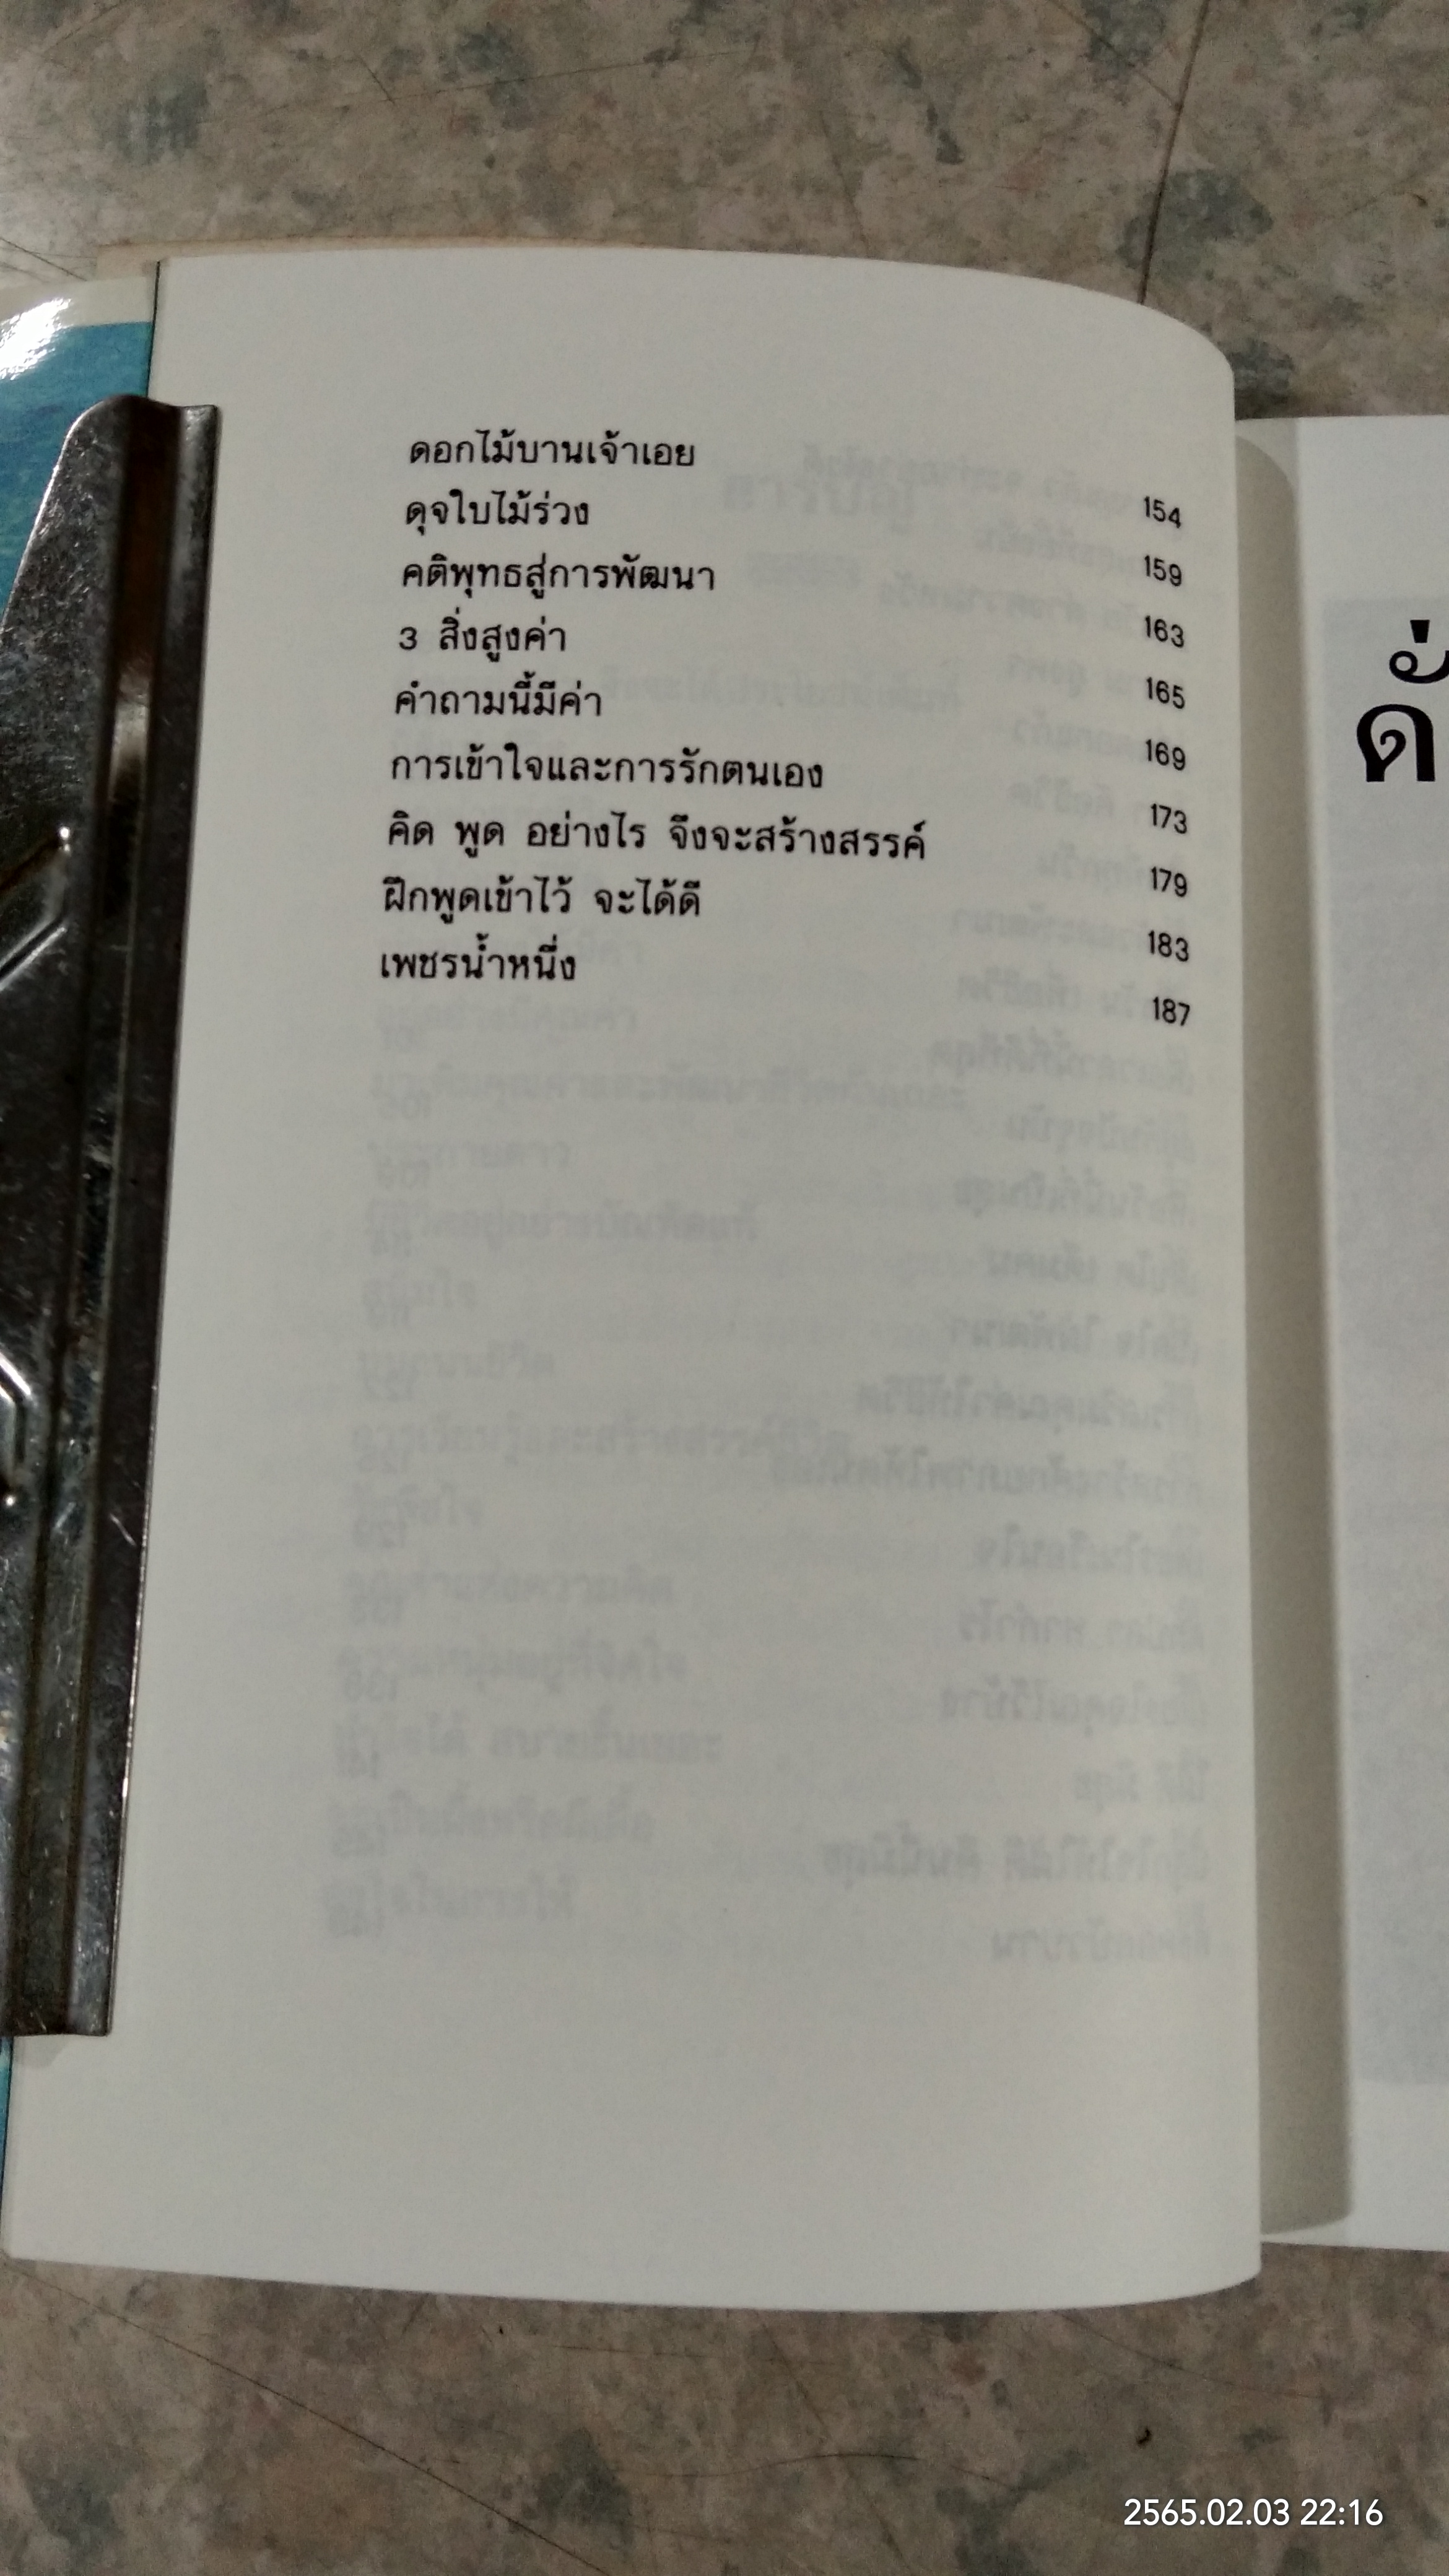 ดอกไม้บานเจ้าเอย 154
ดุจใบไม้ร่วง 159
คติพุทธสู่การพัฒนา 163
3 สิ่งสูงค่า 165
คำถามนี้มีค่า 169
การเข้าใจและการรักตนเอง 173
คิด พูด อย่างไร จึงจะสร้างสรรค์ 179
ฝึกพูดเข้าไว้ จะได้ดี 183
เพชรน้ำหนึ่ง 187
2565.02.03 22:16